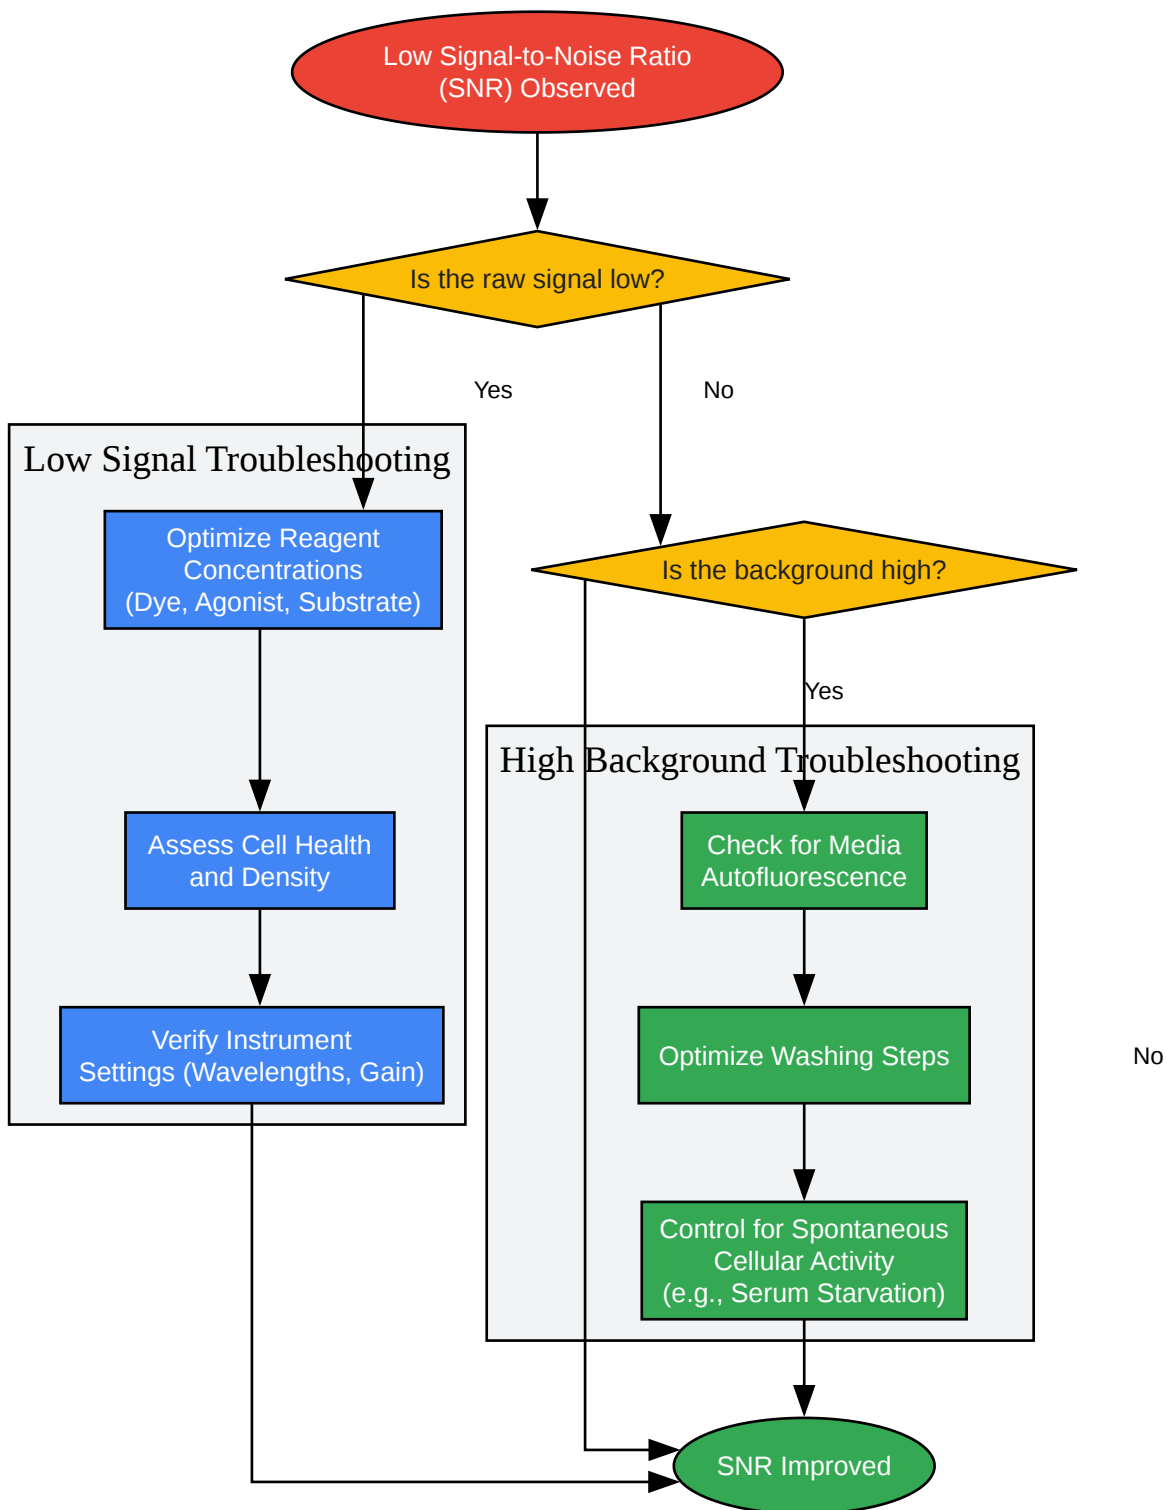 Low Signal-to-Noise Ratio
(SNR) Observed
Is the raw signal low?
Yes
No
Low Signal Troubleshooting
Optimize Reagent
Concentrations
(Dye, Agonist, Substrate)
Is the background high?
Yes
High Background Troubleshooting
Assess Cell Health
and Density
Check for Media
Autofluorescence
Verify Instrument
Settings (Wavelengths, Gain)
Optimize Washing Steps
No
Control for Spontaneous
Cellular Activity
(e.g., Serum Starvation)
SNR Improved